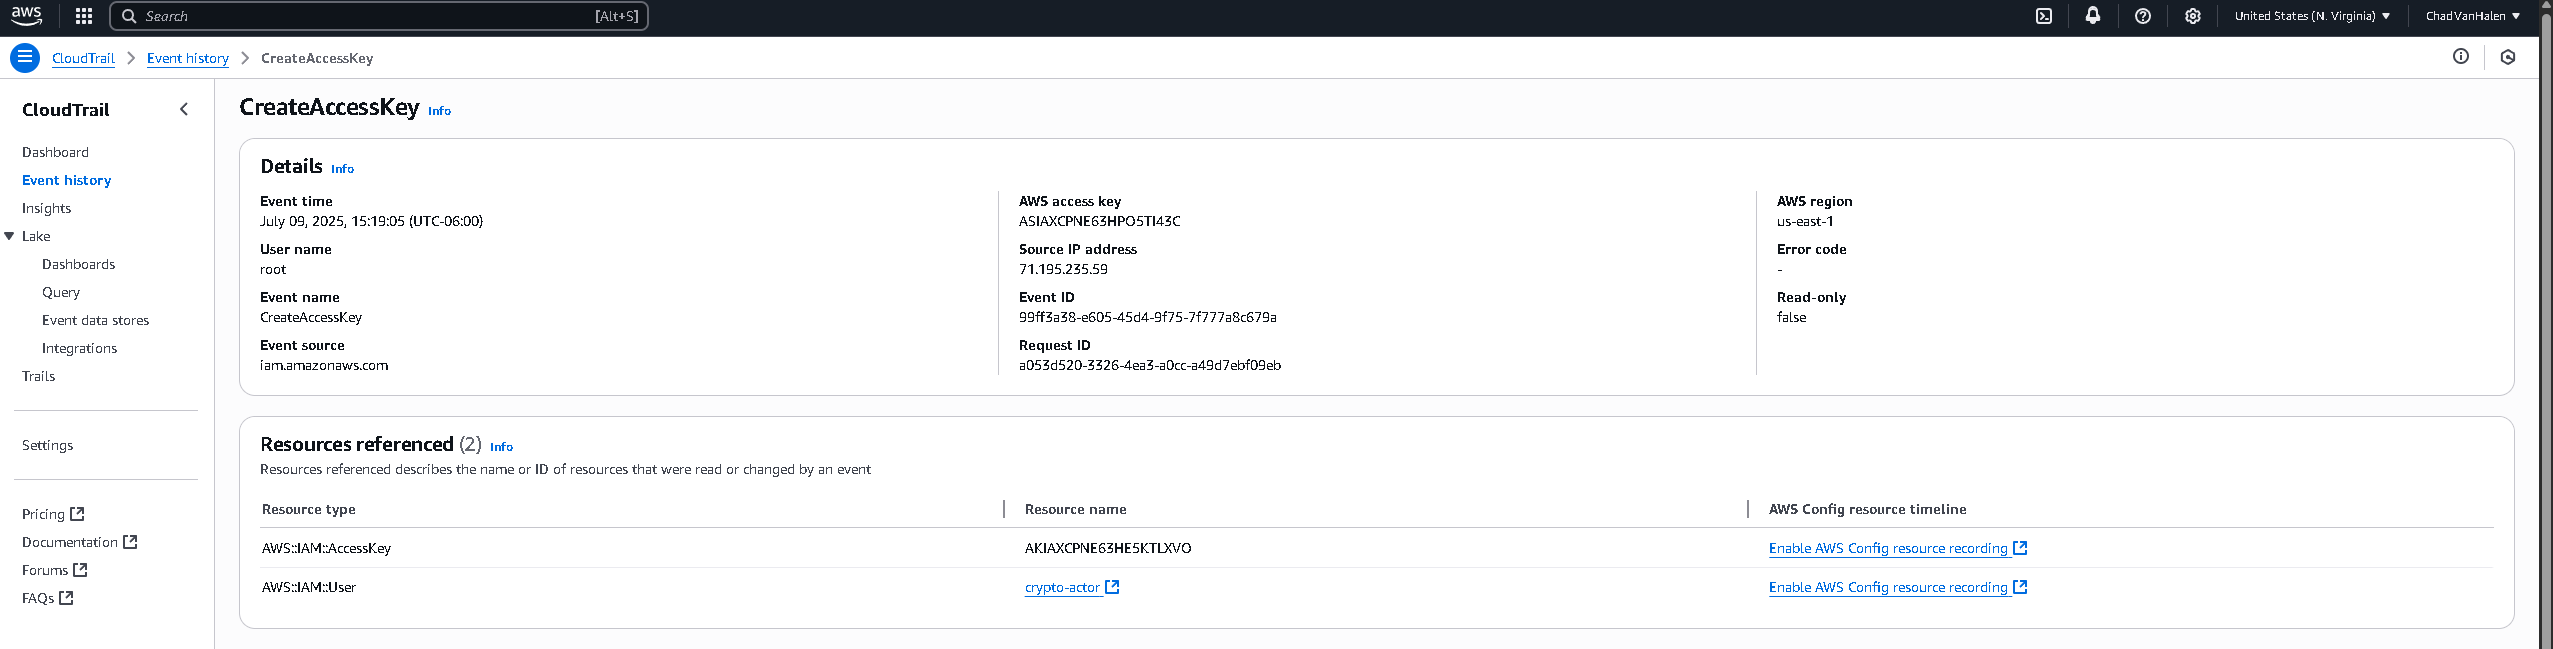 aws
Search [Alt+S]
United States (N. Virginia)
ChadVanHalen
CloudTrail
Event history
CreateAccessKey
CloudTrail
Dashboard
Event history
Insights
Lake
Dashboards
Query
Event data stores
Integrations
Trails
Settings
Pricing
Documentation
Forums
FAQs
CreateAccessKey Info
Details Info
Event time
July 09, 2025, 15:19:05 (UTC-06:00)
User name
root
Event name
CreateAccessKey
Event source
iam.amazonaws.com
AWS access key
ASIAXCPNE63HPO5TI43C
Source IP address
71.195.235.59
Event ID
99ff3a38-e605-45d4-9f75-7f777a8c679a
Request ID
a053d520-3326-4ea3-a0cc-a49d7ebf09eb
AWS region
us-east-1
Error code
-
Read-only
false
Resources referenced (2) Info
Resources referenced describes the name or ID of resources that were read or changed by an event
Resource type Resource name AWS Config resource timeline
AWS::IAM::AccessKey AKIAXCPNE63HE5KTLXVO Enable AWS Config resource recording
AWS::IAM::User crypto-actor Enable AWS Config resource recording